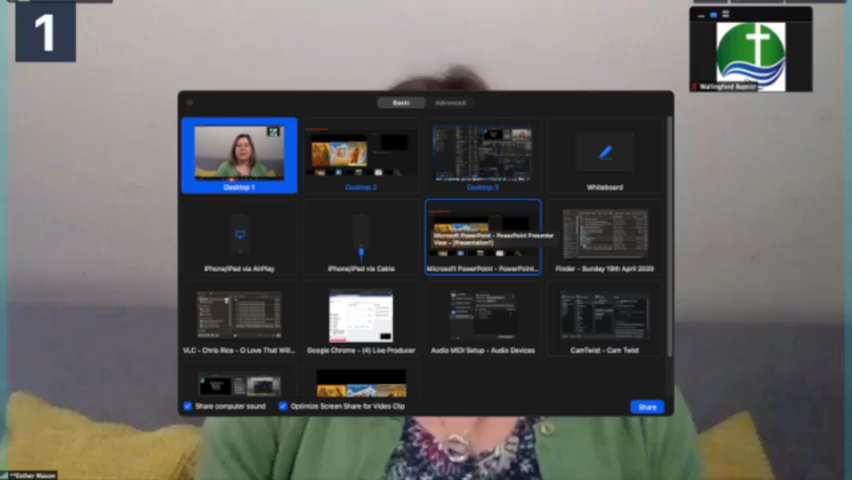 1
Wallingford Baptist
Basic
Advanced
Desktop 1
Desktop 2
Desktop 3
Whiteboard
iPhone/iPad via AirPlay
iPhone/iPad via Cable
Microsoft PowerPoint - PowerPoint Presenter
View - [Presentation1]
Microsoft PowerPoint - PowerPoint...
Finder - Sunday 19th April 2020
VLC - Chris Rice - O Love That Will...
Google Chrome - (4) Live Producer
Audio MIDI Setup - Audio Devices
CamTwist - Cam Twist
Share computer sound
Optimize Screen Share for Video Clip
Share
Esther Mason